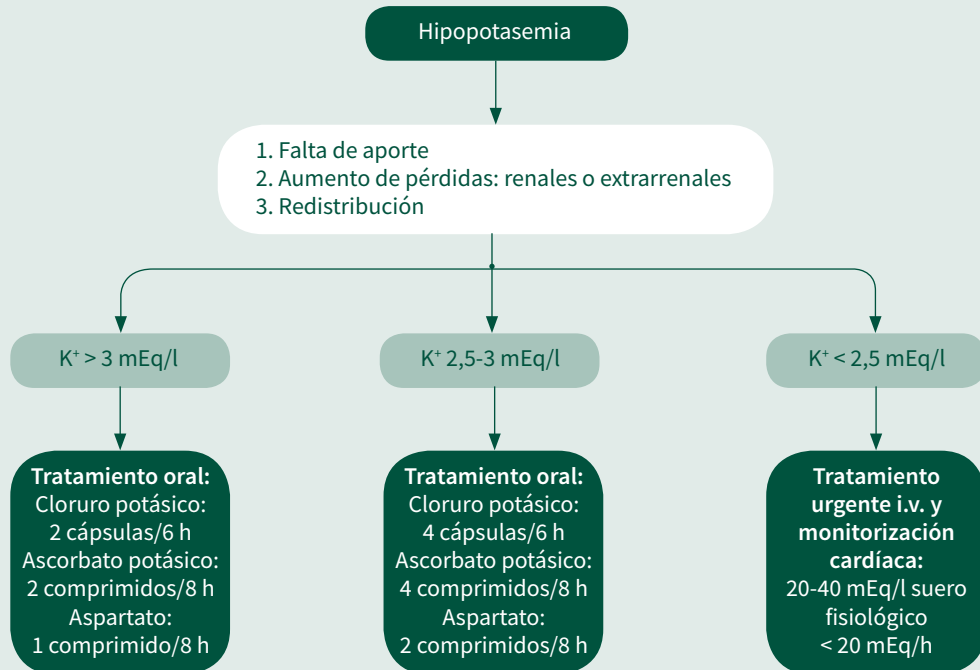 Hipopotasemia
1. Falta de aporte
2. Aumento de pérdidas: renales o extrarrenales
3. Redistribución
K⁺ > 3 mEq/l
K⁺ 2,5-3 mEq/l
K⁺ < 2,5 mEq/l
Tratamiento oral:
Cloruro potásico:
2 cápsulas/6 h
Ascorbato potásico:
2 comprimidos/8 h
Aspartato:
1 comprimido/8 h
Tratamiento oral:
Cloruro potásico:
4 cápsulas/6 h
Ascorbato potásico:
4 comprimidos/8 h
Aspartato:
2 comprimidos/8 h
Tratamiento
urgente i.v. y
monitorización
cardíaca:
20-40 mEq/l suero
fisiológico
< 20 mEq/h